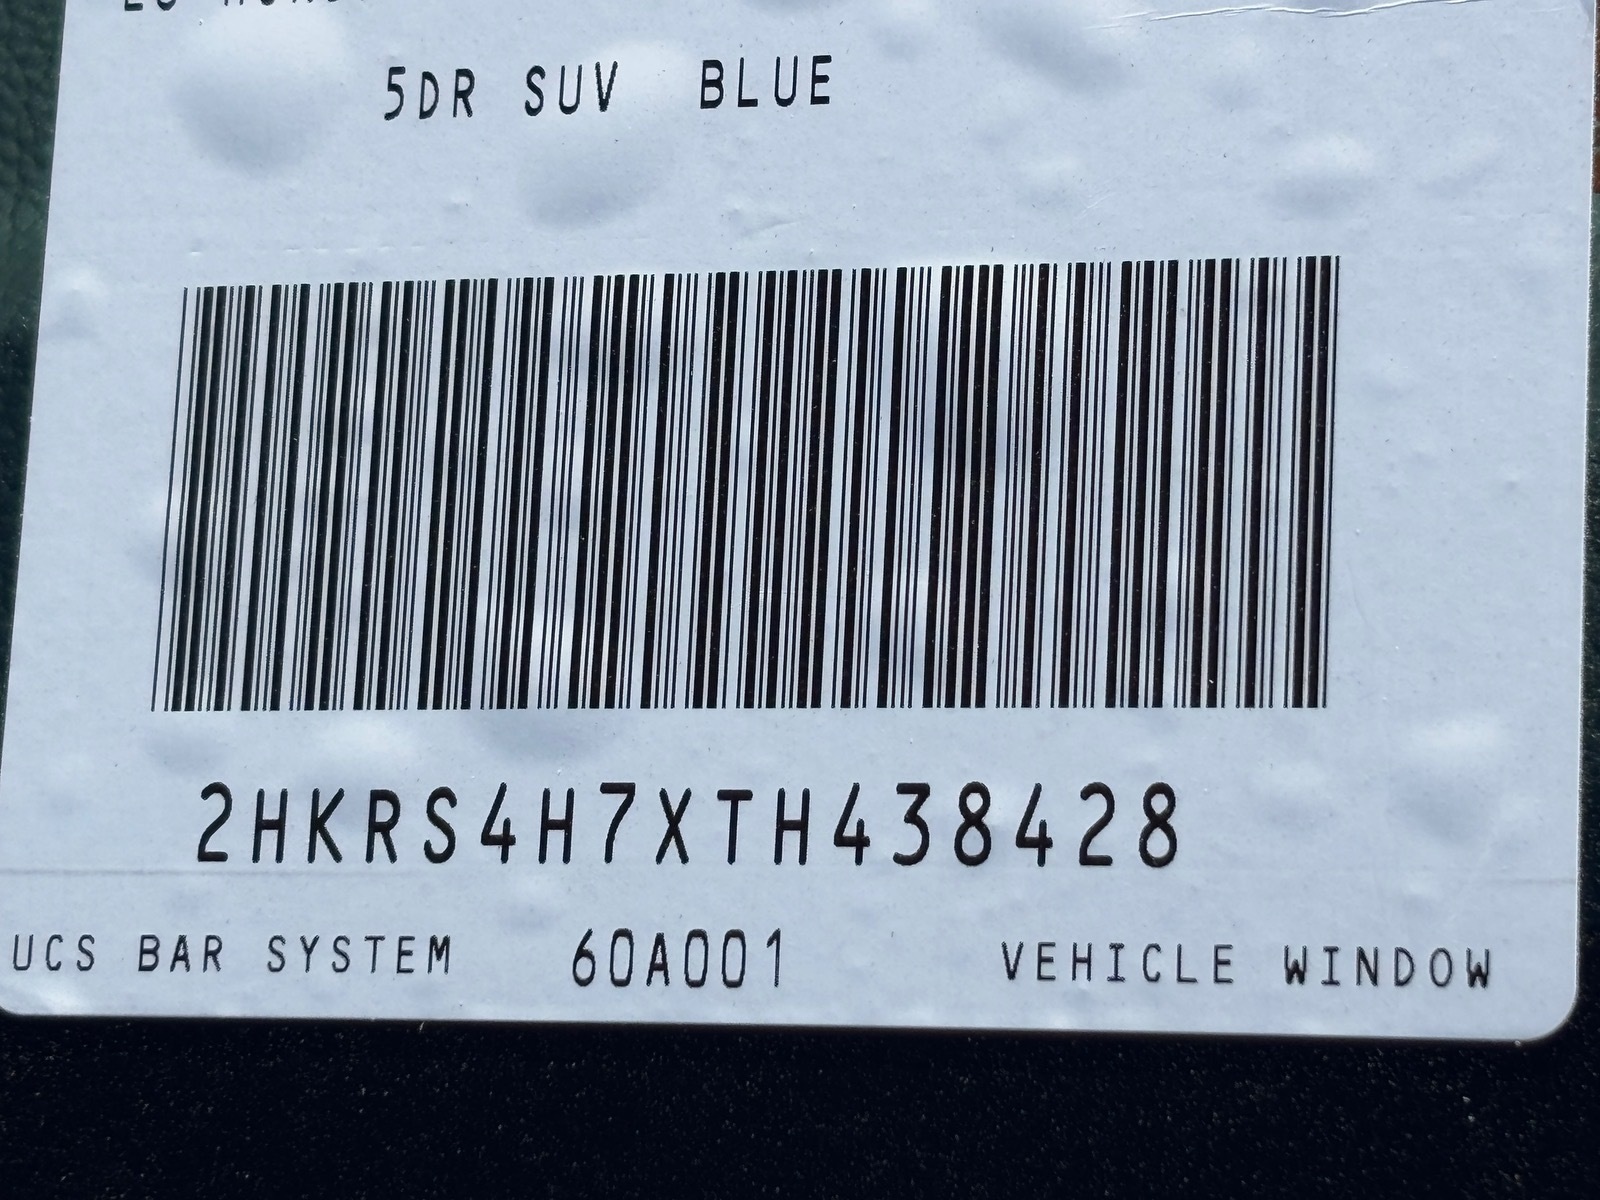 5DR SUV BLUE
2HKRS4H7XTH438428
UCS BAR SYSTEM 60A001 VEHICLE WINDOW